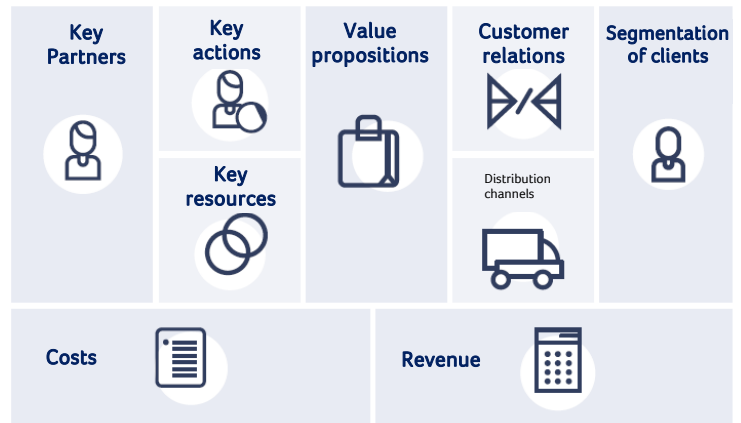 Key
Partners
Key
actions
Key
resources
Value
propositions
Customer
relations
Distribution
channels
Segmentation
of clients
Costs
Revenue